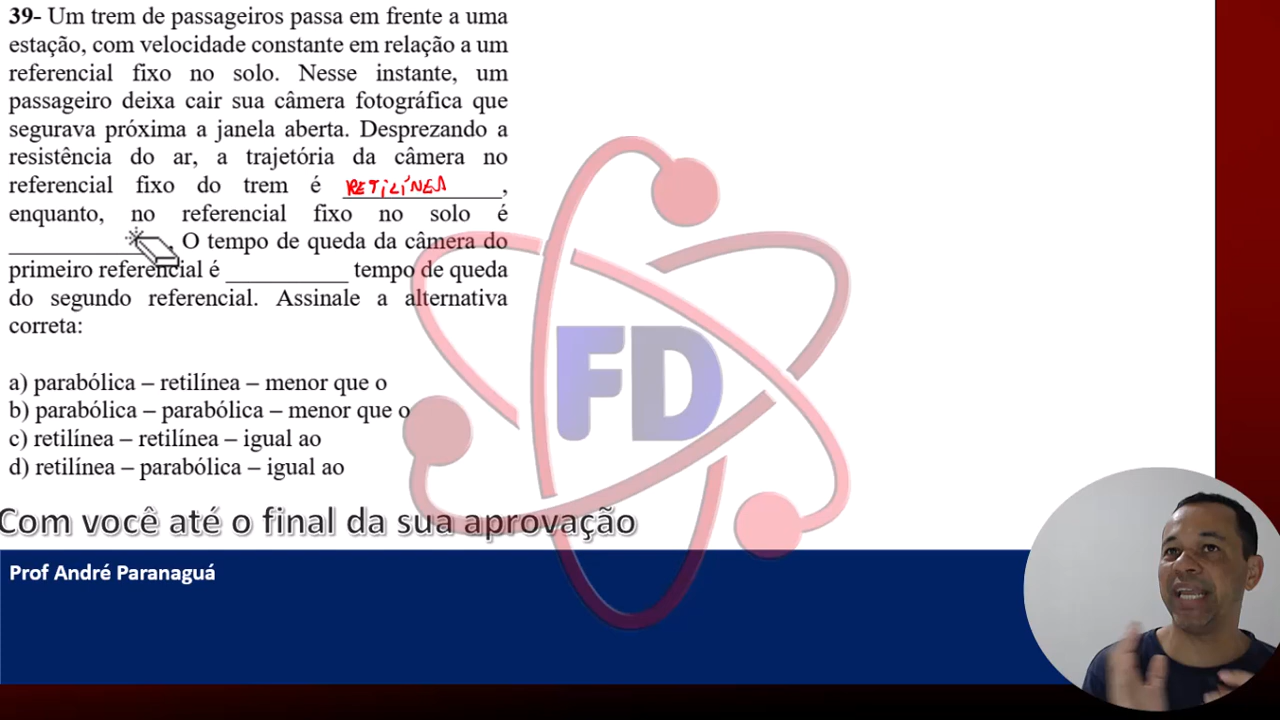 39- Um trem de passageiros passa em frente a uma
estação, com velocidade constante em relação a um
referencial fixo no solo. Nesse instante, um
passageiro deixa cair sua câmera fotográfica que
segurava próxima a janela aberta. Desprezando a
resistência do ar, a trajetória da câmera no
referencial fixo do trem é RETILÍNEA,
enquanto, no referencial fixo no solo é
__________. O tempo de queda da câmera do
primeiro referencial é __________ tempo de queda
do segundo referencial. Assinale a alternativa
correta:
a) parabólica – retilínea – menor que o
b) parabólica – parabólica – menor que o
c) retilínea – retilínea – igual ao
d) retilínea – parabólica – igual ao
FD
Com você até o final da sua aprovação
Prof André Paranaguá